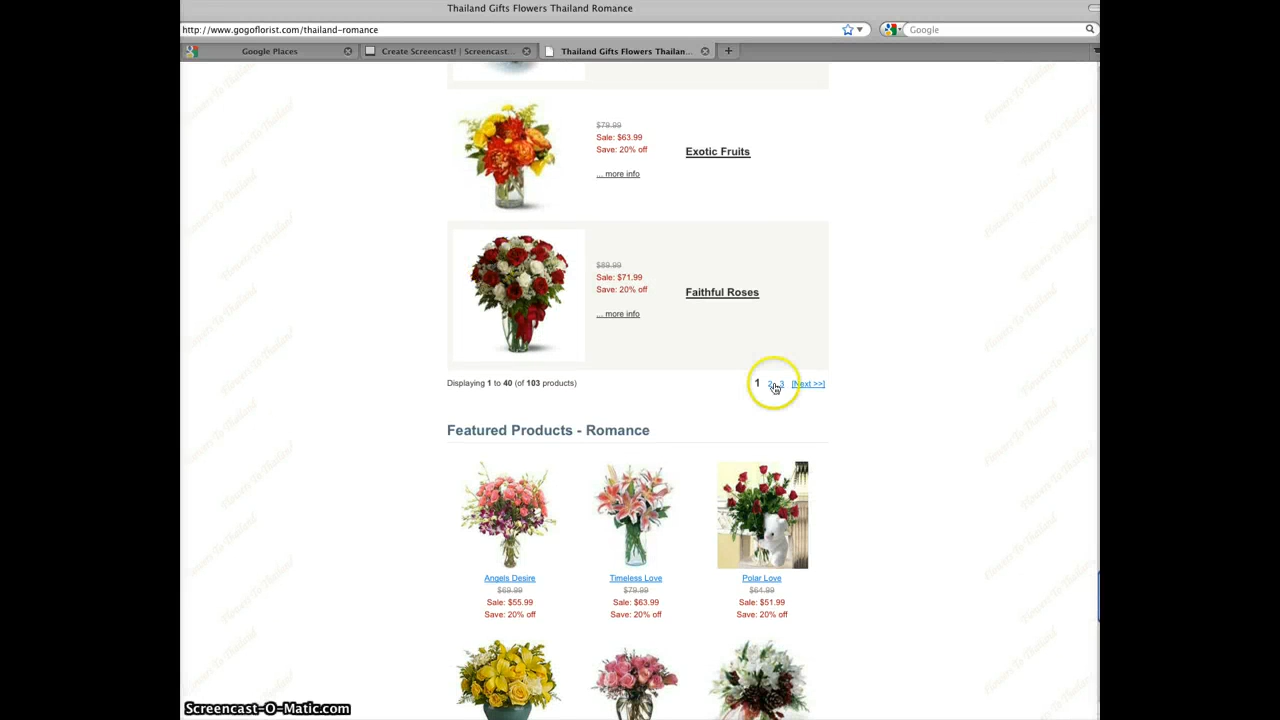 Thailand Gifts Flowers Thailand Romance
http://www.gogoflorist.com/thailand-romance
Google
Google Places
Create Screencast! | Screencast...
Thailand Gifts Flowers Thailan...
$79.99
Sale: $63.99
Save: 20% off
Exotic Fruits
... more info
$89.99
Sale: $71.99
Save: 20% off
Faithful Roses
... more info
Displaying 1 to 40 (of 103 products)
1 2 3 [Next >>]
Featured Products - Romance
Angels Desire
$69.99
Sale: $55.99
Save: 20% off
Timeless Love
$79.99
Sale: $63.99
Save: 20% off
Polar Love
$64.99
Sale: $51.99
Save: 20% off
Flowers To Thailand
Screencast-O-Matic.com